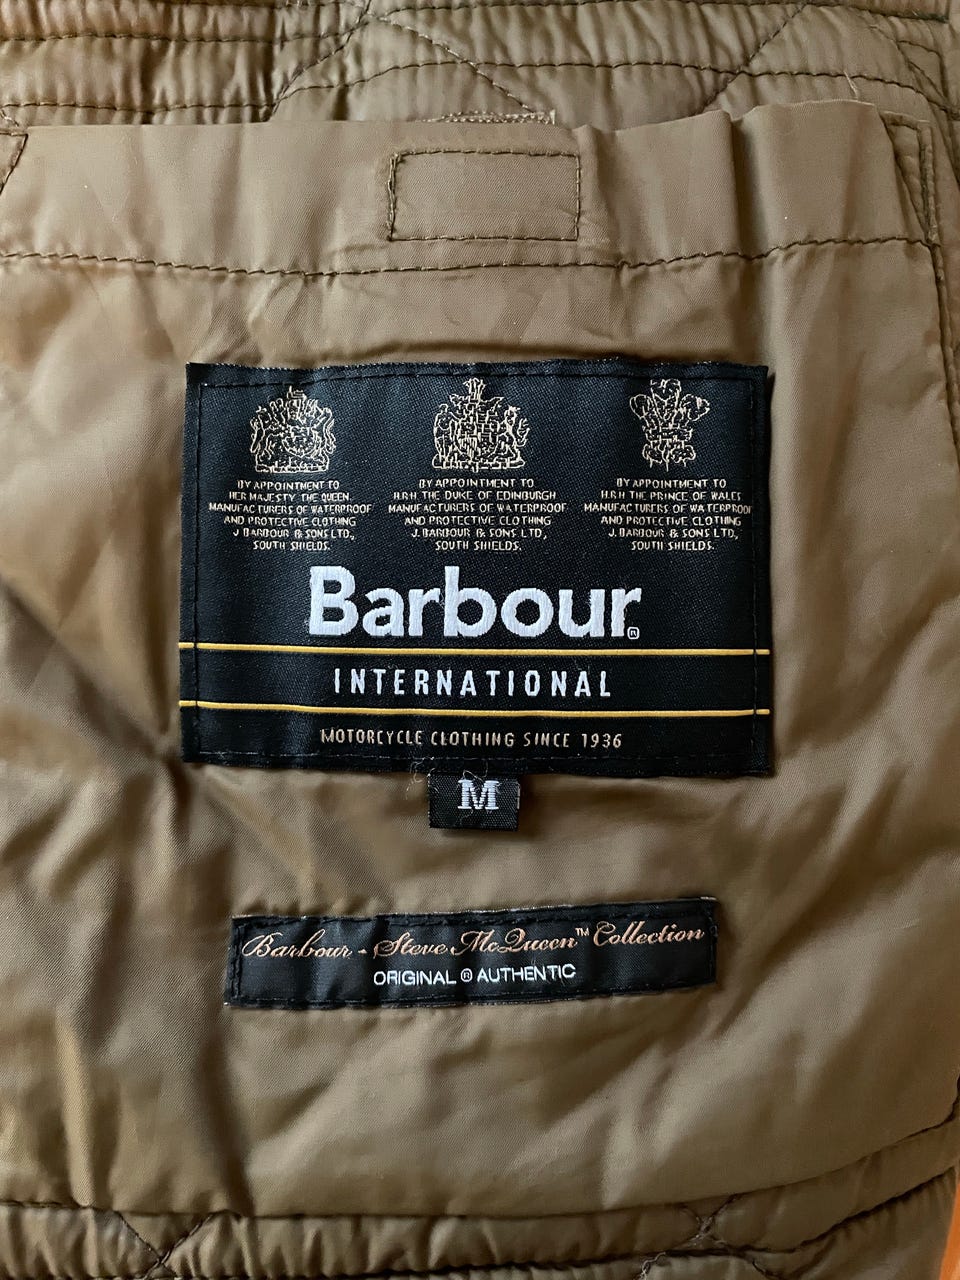 BY APPOINTMENT TO
HER MAJESTY THE QUEEN.
MANUFACTURERS OF WATERPROOF
AND PROTECTIVE CLOTHING
J. BARBOUR & SONS LTD.,
SOUTH SHIELDS.
BY APPOINTMENT TO
H.R.H THE DUKE OF EDINBURGH
MANUFACTURERS OF WATERPROOF
AND PROTECTIVE CLOTHING
J. BARBOUR & SONS LTD,
SOUTH SHIELDS.
BY APPOINTMENT TO
H.R.H THE PRINCE OF WALES
MANUFACTURERS OF WATERPROOF
AND PROTECTIVE CLOTHING
J. BARBOUR & SONS LTD.,
SOUTH SHIELDS.
Barbour®
INTERNATIONAL
MOTORCYCLE CLOTHING SINCE 1936
M
Barbour - Steve McQueen™ Collection
ORIGINAL ® AUTHENTIC